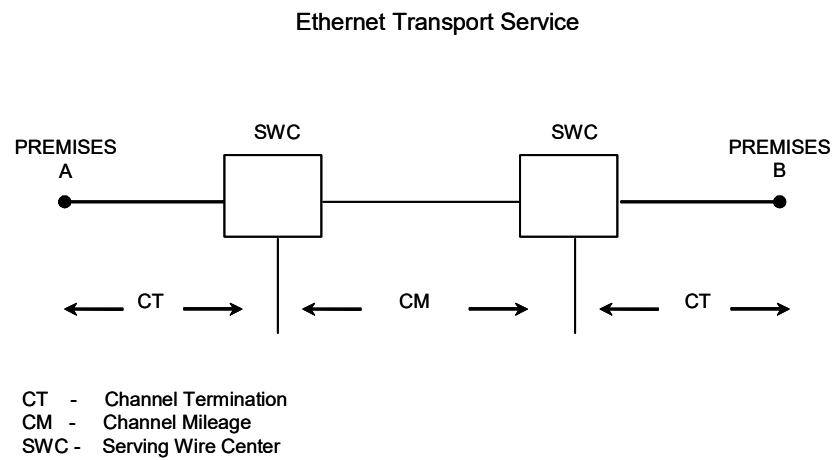 Ethernet Transport Service
SWC
SWC
PREMISES
A
PREMISES
B
CT
CM
CT
CT - Channel Termination
CM - Channel Mileage
SWC - Serving Wire Center